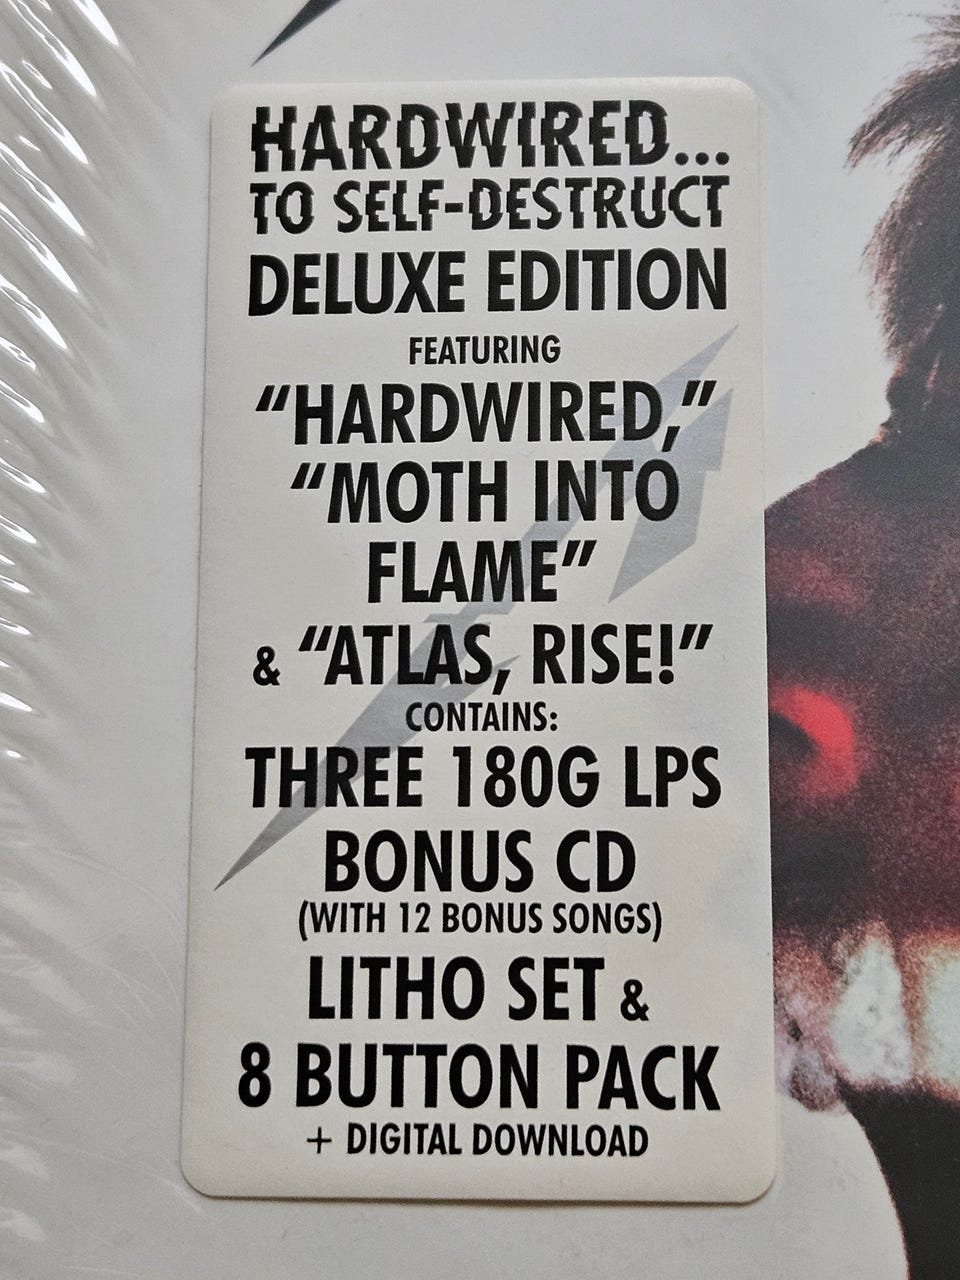 HARDWIRED...
TO SELF-DESTRUCT
DELUXE EDITION
FEATURING
“HARDWIRED,”
“MOTH INTO
FLAME”
& “ATLAS, RISE!”
CONTAINS:
THREE 180G LPS
BONUS CD
(WITH 12 BONUS SONGS)
LITHO SET &
8 BUTTON PACK
+ DIGITAL DOWNLOAD